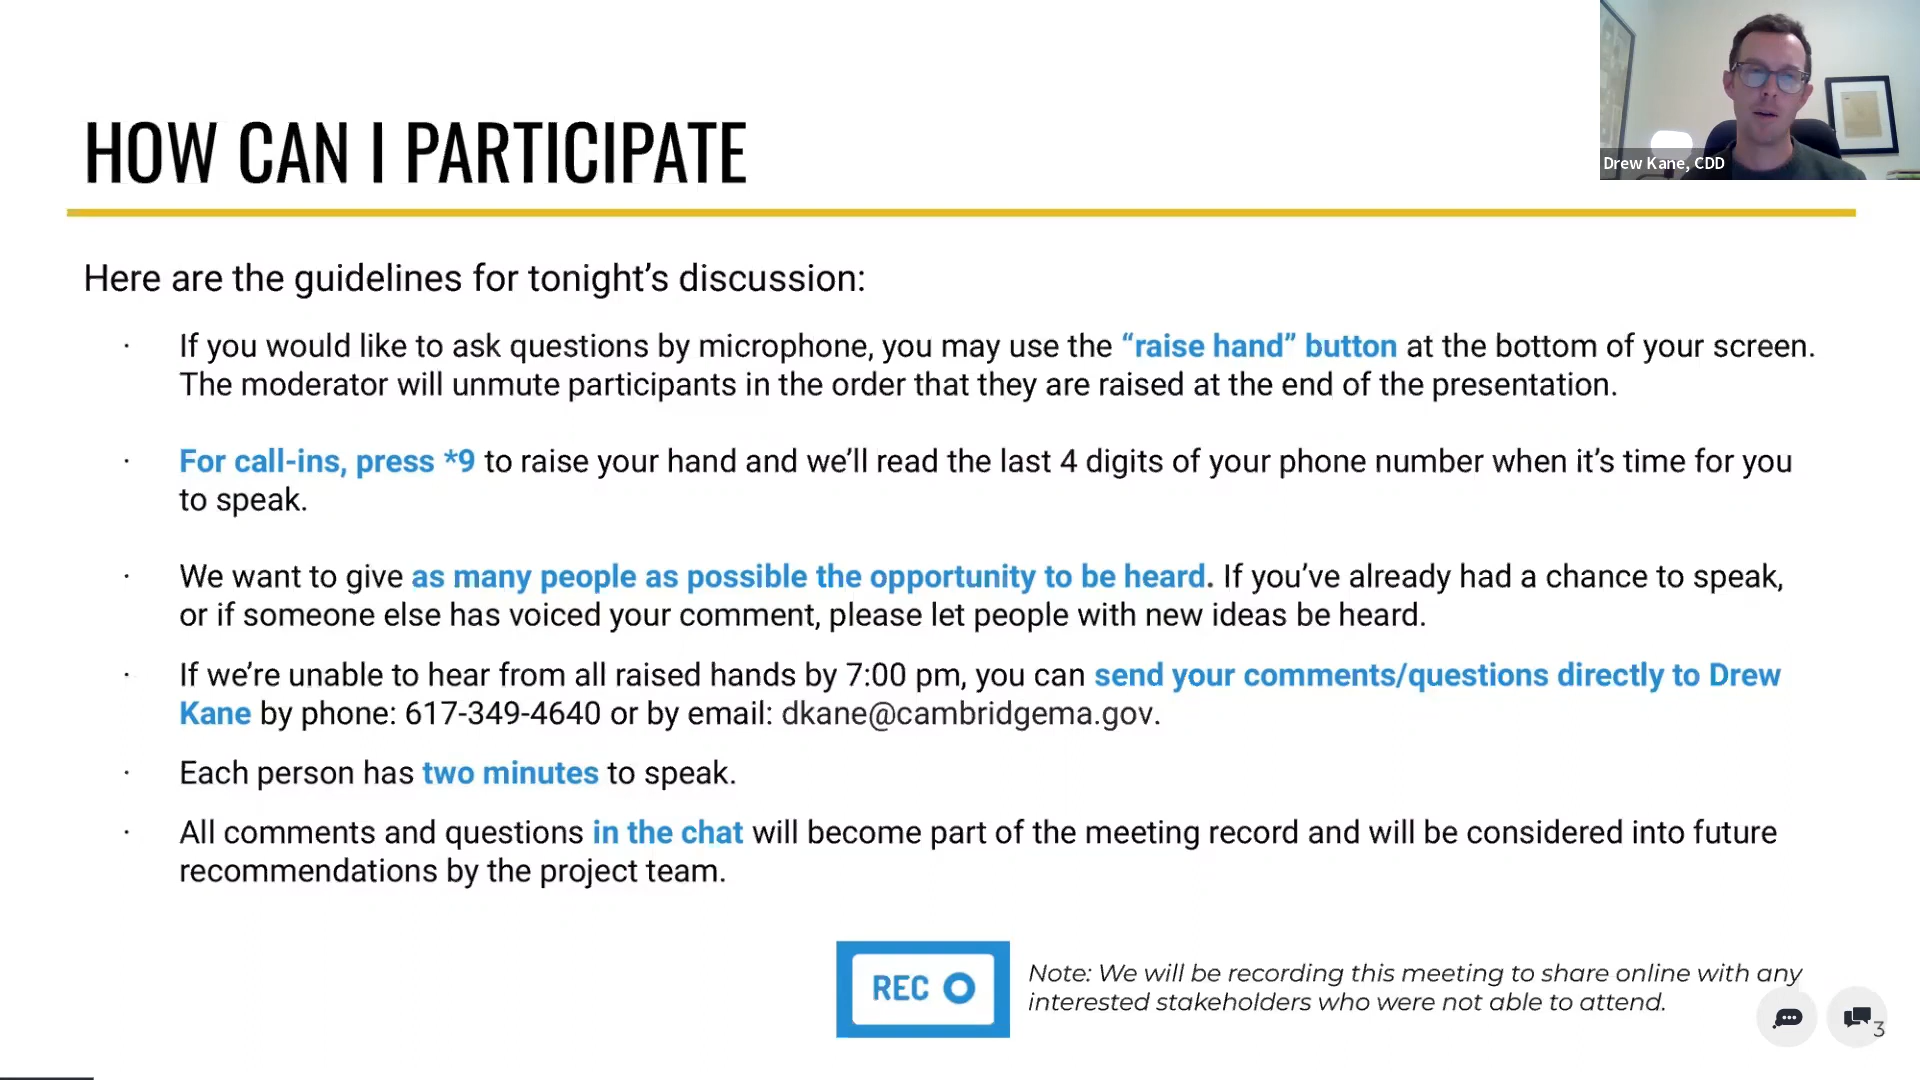 Drew Kane, CDD
HOW CAN I PARTICIPATE
Here are the guidelines for tonight’s discussion:
· If you would like to ask questions by microphone, you may use the “raise hand” button at the bottom of your screen.
The moderator will unmute participants in the order that they are raised at the end of the presentation.
· For call-ins, press *9 to raise your hand and we’ll read the last 4 digits of your phone number when it’s time for you
to speak.
· We want to give as many people as possible the opportunity to be heard. If you’ve already had a chance to speak,
or if someone else has voiced your comment, please let people with new ideas be heard.
· If we’re unable to hear from all raised hands by 7:00 pm, you can send your comments/questions directly to Drew
Kane by phone: 617-349-4640 or by email: dkane@cambridgema.gov.
· Each person has two minutes to speak.
· All comments and questions in the chat will become part of the meeting record and will be considered into future
recommendations by the project team.
REC
Note: We will be recording this meeting to share online with any
interested stakeholders who were not able to attend.
3